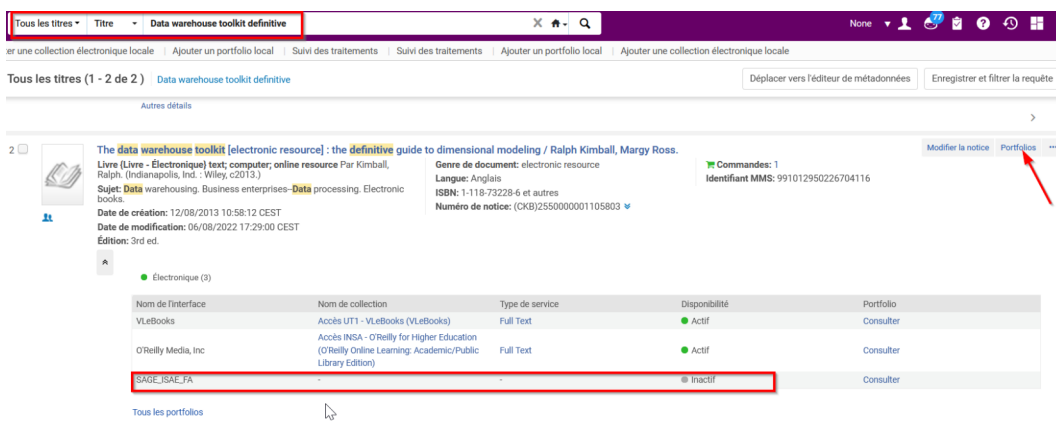 Tous les titres Titre Data warehouse toolkit definitive None 77
er une collection électronique locale Ajouter un portfolio local Suivi des traitements Suivi des traitements Ajouter un portfolio local Ajouter une collection électronique locale
Tous les titres (1 - 2 de 2 ) Data warehouse toolkit definitive Déplacer vers l'éditeur de métadonnées Enregistrer et filtrer la requête
Autres détails
2 The data warehouse toolkit [electronic resource] : the definitive guide to dimensional modeling / Ralph Kimball, Margy Ross. Modifier la notice Portfolios
Livre {Livre - Électronique} text; computer; online resource Par Kimball,
Ralph. (Indianapolis, Ind. : Wiley, c2013.)
Sujet: Data warehousing. Business enterprises--Data processing. Electronic
books.
Date de création: 12/08/2013 10:58:12 CEST
Date de modification: 06/08/2022 17:29:00 CEST
Édition: 3rd ed.
Genre de document: electronic resource
Langue: Anglais
ISBN: 1-118-73228-6 et autres
Numéro de notice: (CKB)2550000001105803
Commandes: 1
Identifiant MMS: 991012950226704116
Électronique (3)
Nom de l'interface Nom de collection Type de service Disponibilité Portfolio
VLeBooks Accès UT1 - VLeBooks (VLeBooks) Full Text Actif Consulter
Accès INSA - O'Reilly for Higher Education
O'Reilly Media, Inc (O'Reilly Online Learning: Academic/Public Full Text Actif Consulter
Library Edition)
SAGE_ISAE_FA - - Inactif Consulter
Tous les portfolios